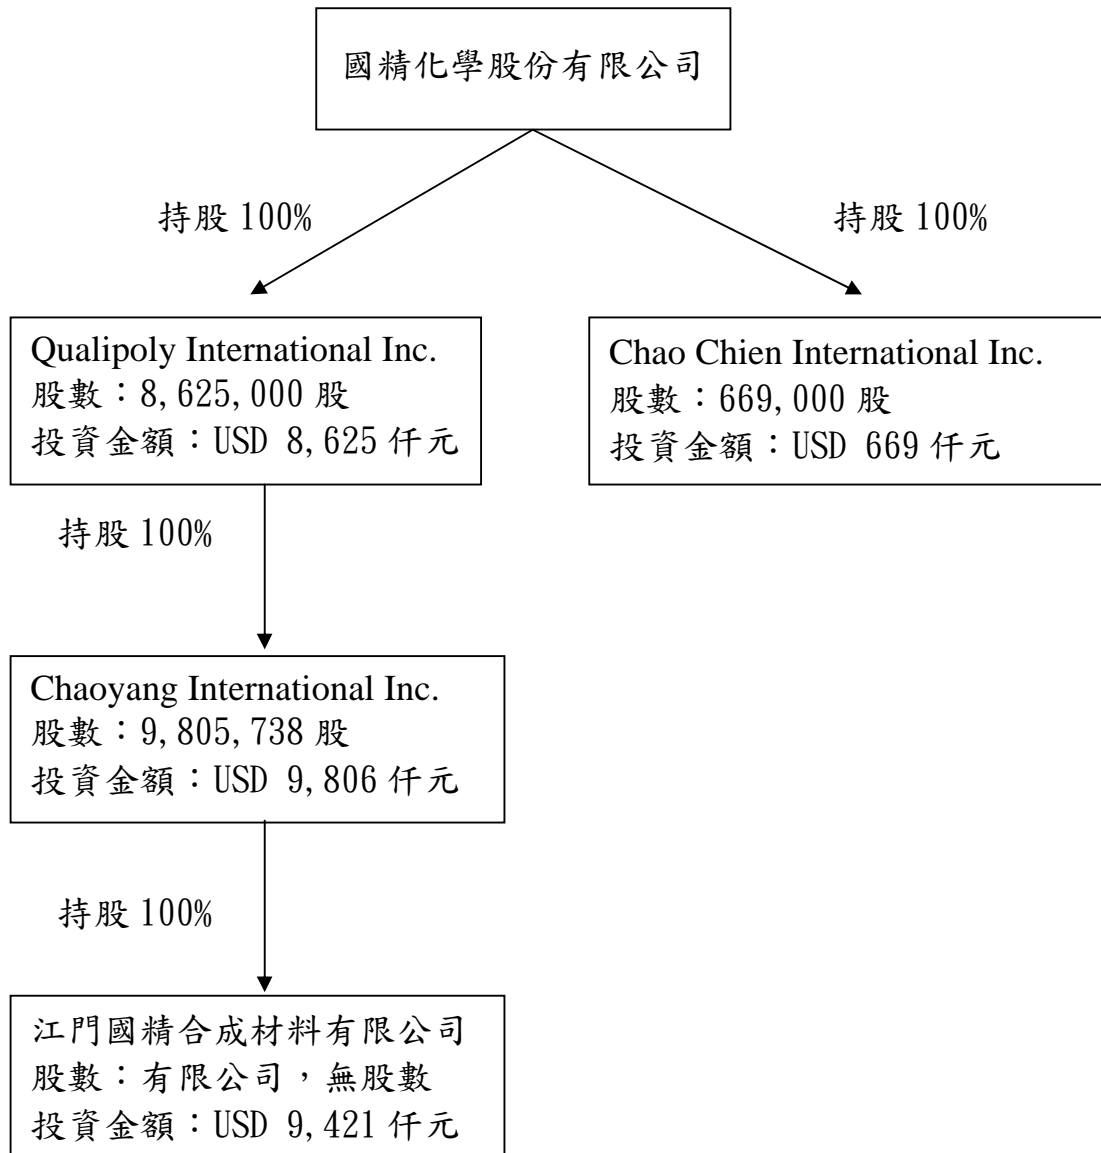 國精化學股份有限公司
持股 100%
持股 100%
Qualipoly International Inc.
股數：8,625,000 股
投資金額：USD 8,625 仟元
Chao Chien International Inc.
股數：669,000 股
投資金額：USD 669 仟元
持股 100%
Chaoyang International Inc.
股數：9,805,738 股
投資金額：USD 9,806 仟元
持股 100%
江門國精合成材料有限公司
股數：有限公司，無股數
投資金額：USD 9,421 仟元